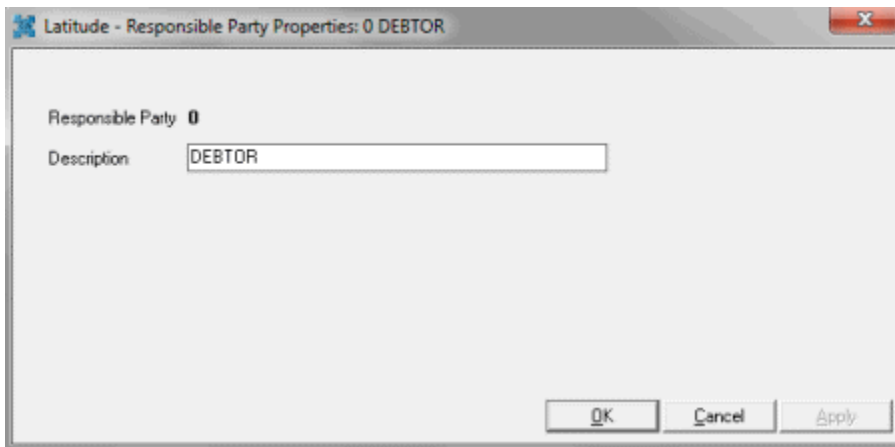 Latitude - Responsible Party Properties: 0 DEBTOR
Responsible Party 0
Description DEBTOR
OK Cancel Apply